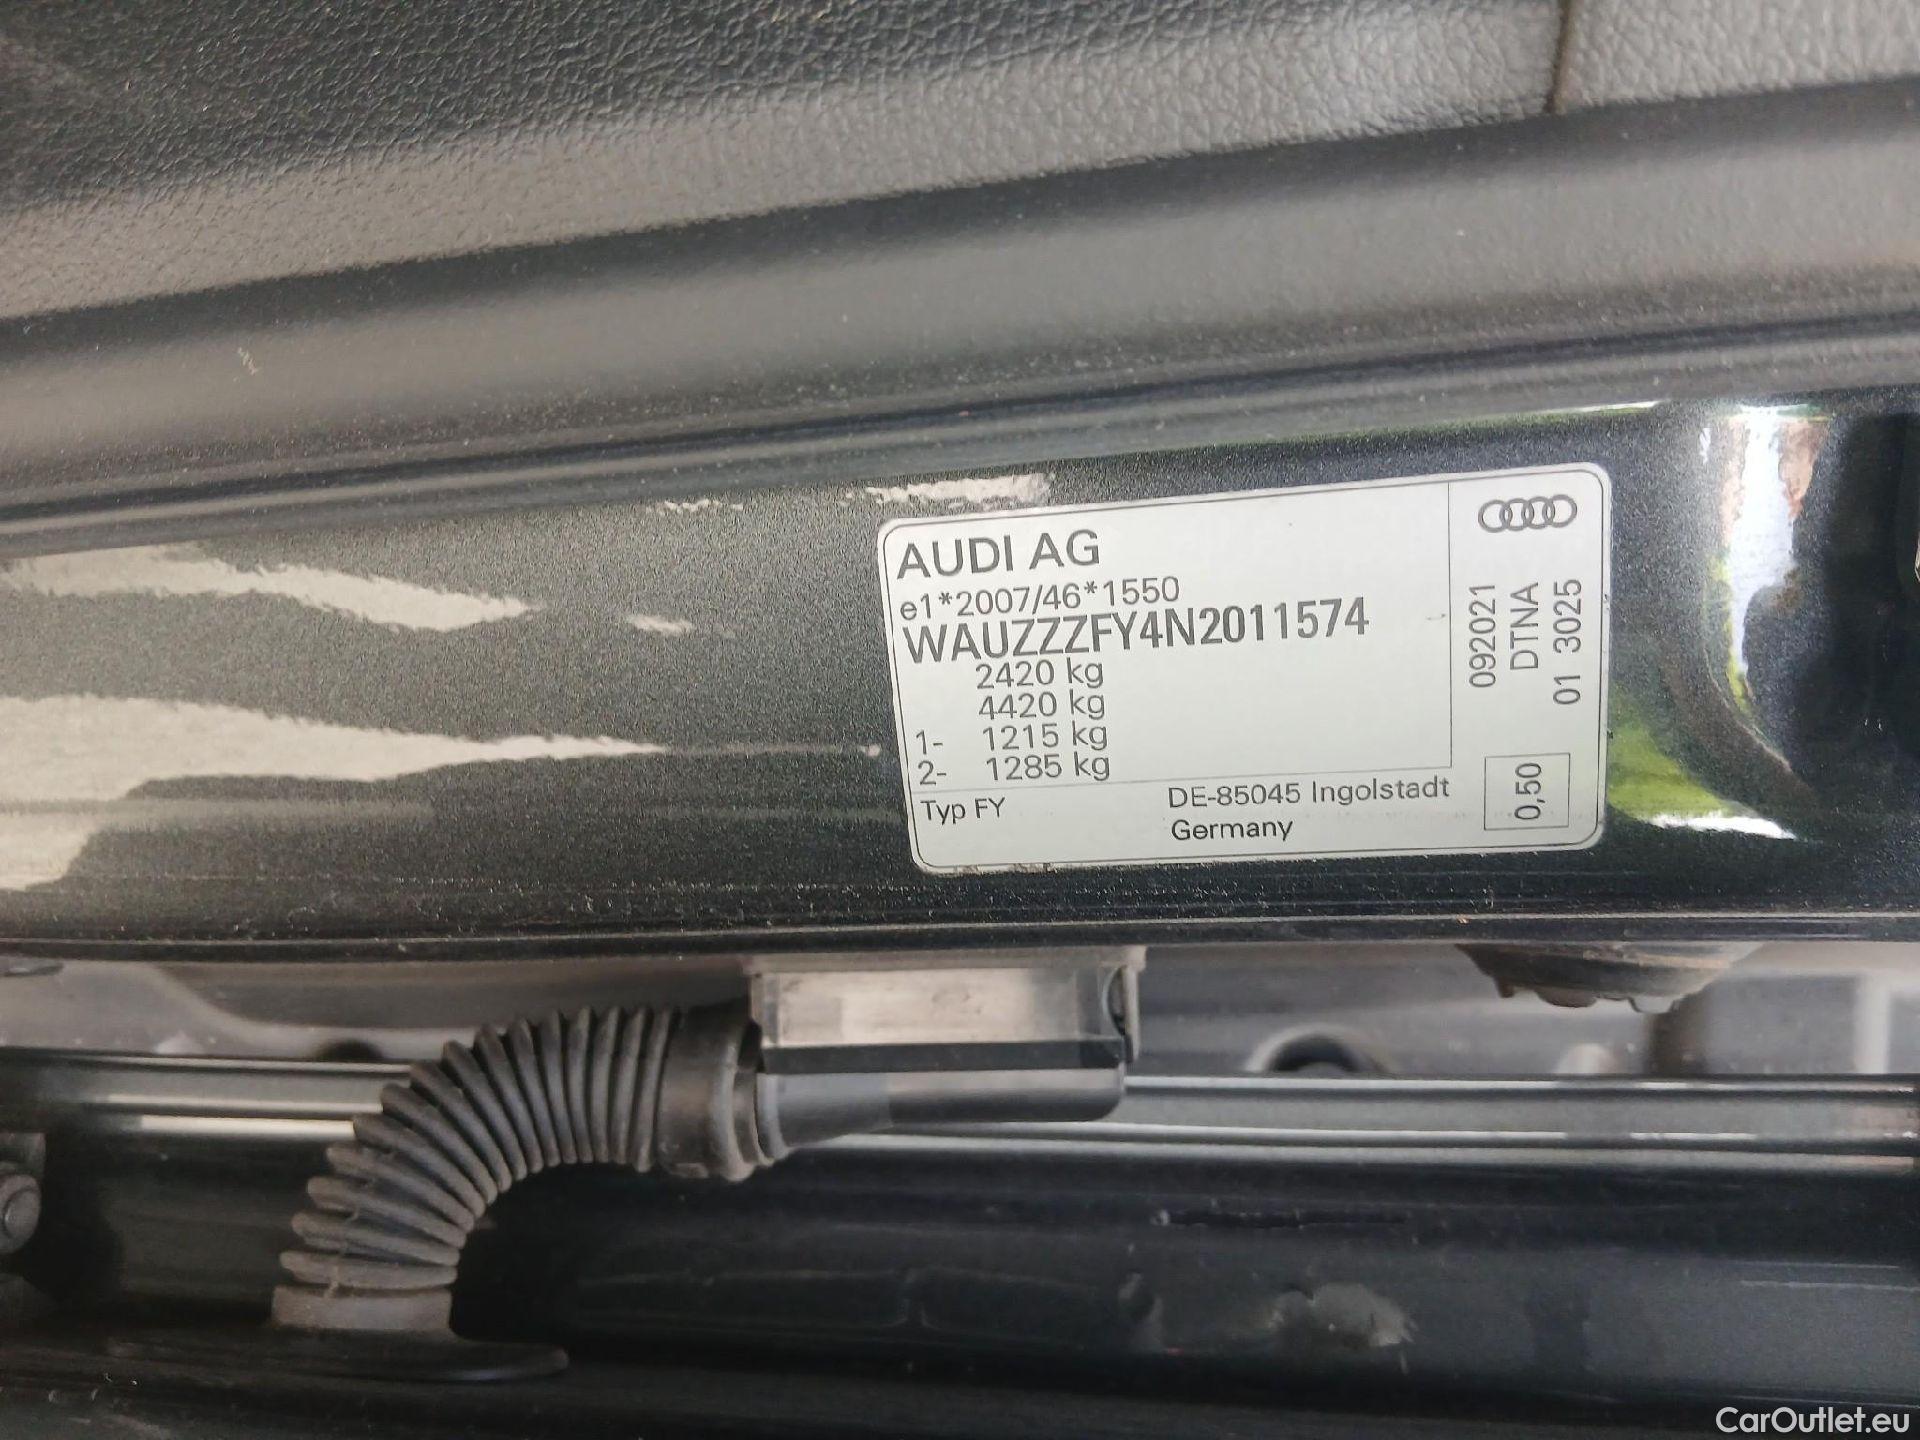 AUDI AG
e1*2007/46*1550
WAUZZZFY4N2011574
2420 kg
4420 kg
1- 1215 kg
2- 1285 kg
Typ FY
DE-85045 Ingolstadt
Germany
092021
DTNA
01 3025
0,50
CarOutlet.eu